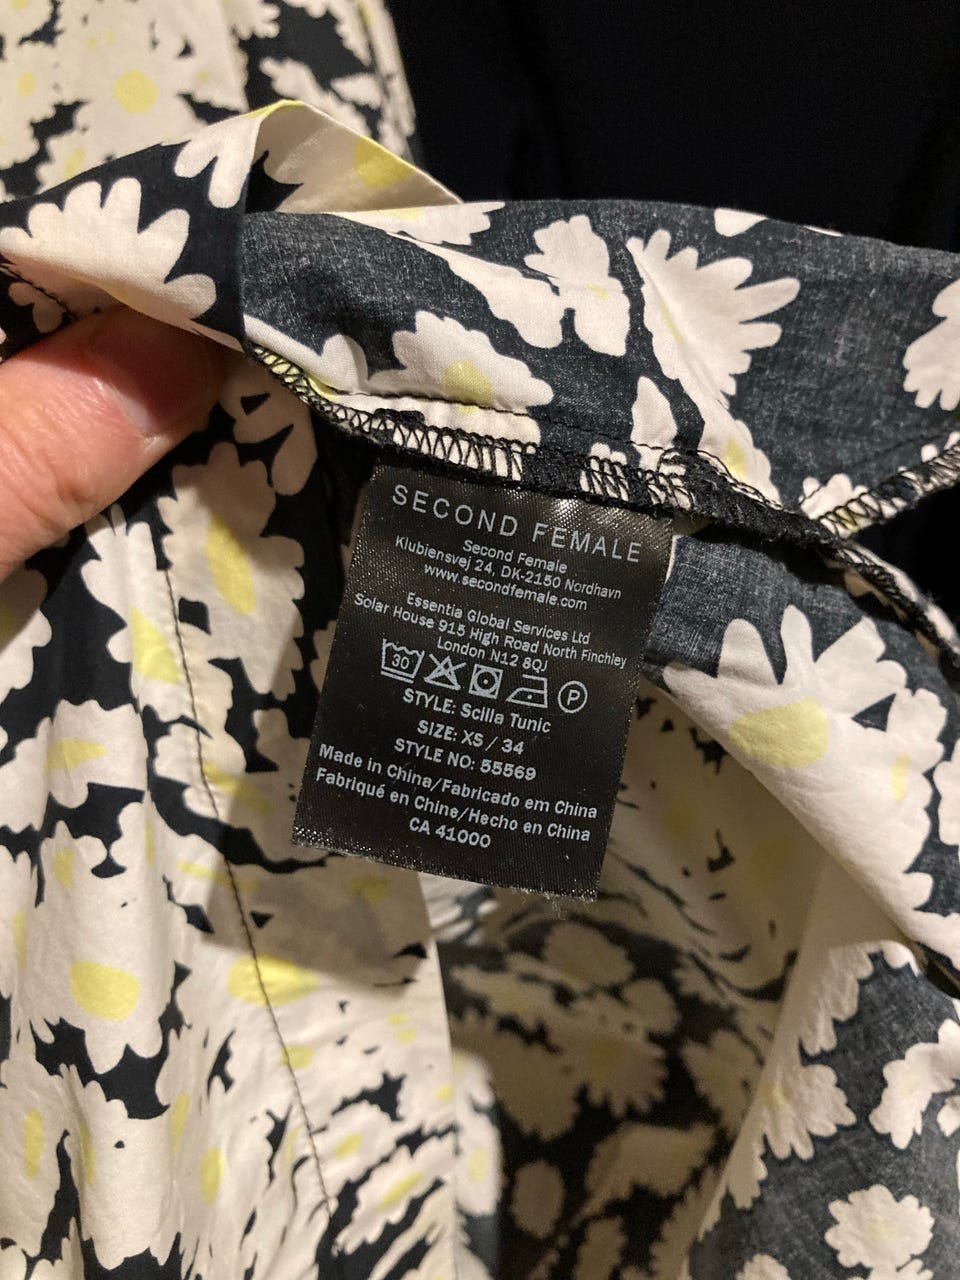 SECOND FEMALE
Second Female
Klubiensvej 24, DK-2150 Nordhavn
www.secondfemale.com
Essentia Global Services Ltd
Solar House 915 High Road North Finchley
London N12 8QJ
30 P
STYLE: Scilla Tunic
SIZE: XS / 34
STYLE NO: 55569
Made in China/Fabricado em China
Fabriqué en Chine/Hecho en China
CA 41000